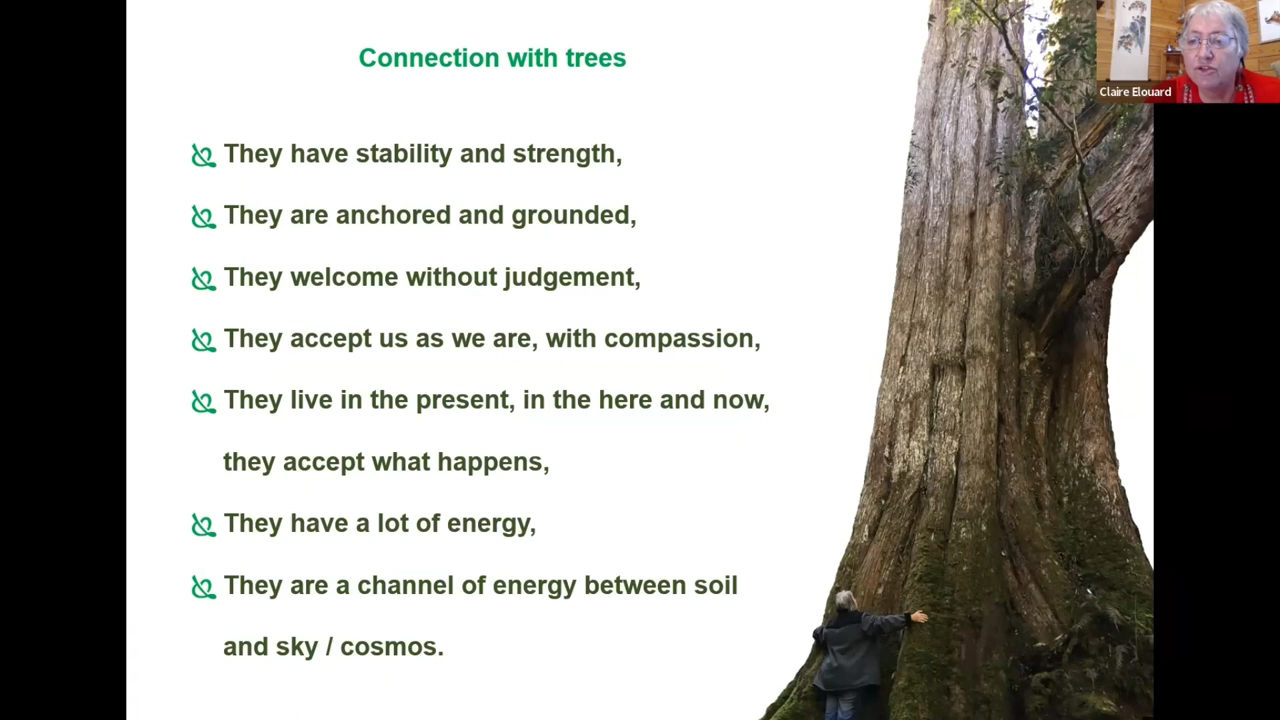 Connection with trees
Claire Elouard
They have stability and strength,
They are anchored and grounded,
They welcome without judgement,
They accept us as we are, with compassion,
They live in the present, in the here and now,
they accept what happens,
They have a lot of energy,
They are a channel of energy between soil
and sky / cosmos.